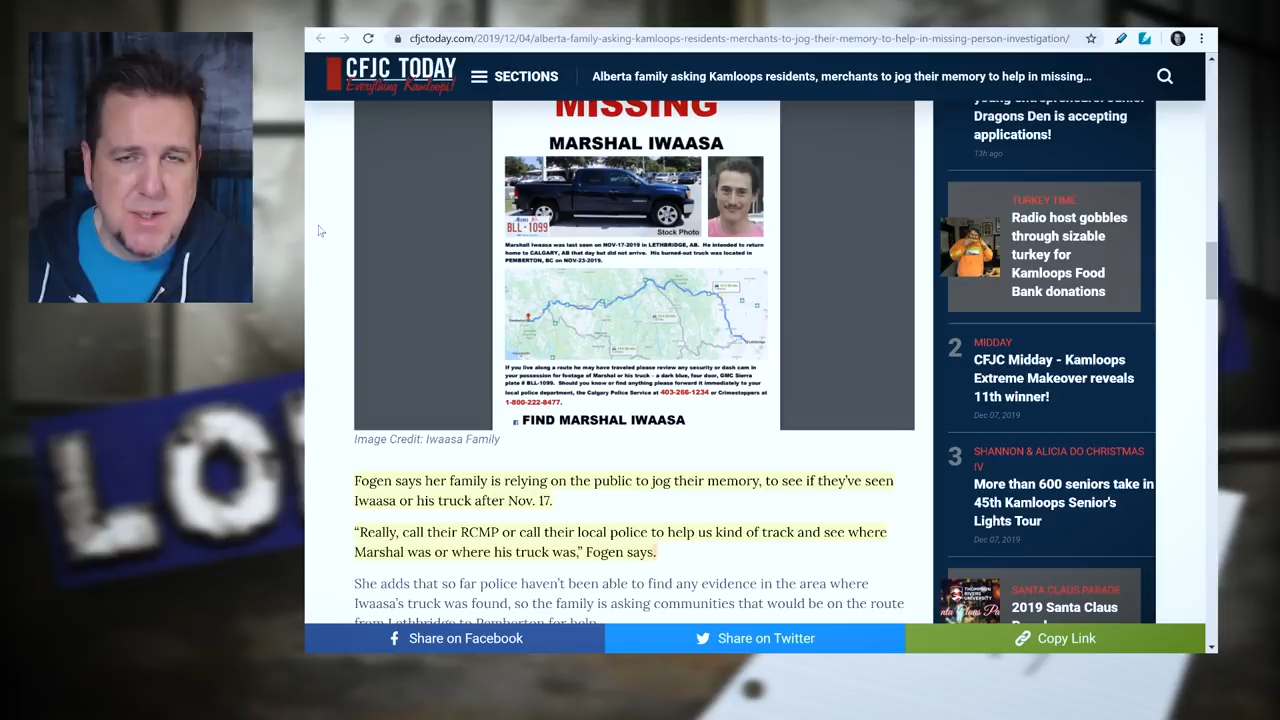 cfjctoday.com/2019/12/04/alberta-family-asking-kamloops-residents-merchants-to-jog-their-memory-to-help-in-missing-person-investigation/
CFJC TODAY
Everything Kamloops!
SECTIONS
Alberta family asking Kamloops residents, merchants to jog their memory to help in missing...
MISSING
MARSHAL IWAASA
BLL-1099
Stock Photo
Marshall Iwaasa was last seen on NOV-17-2019 in LETHBRIDGE, AB. He intended to return
home to CALGARY, AB that day but did not arrive. His burned-out truck was located in
PEMBERTON, BC on NOV-23-2019.
If you live along a route he may have traveled please review any security or dash cam in
your possession for footage of Marshal or his truck – a dark blue, four door, GMC Sierra
plate # BLL-1099. Should you know or find anything please forward it immediately to your
local police department, the Calgary Police Service at 403-266-1234 or Crimestoppers at
1-800-222-8477.
FIND MARSHAL IWAASA
Image Credit: Iwaasa Family
Fogen says her family is relying on the public to jog their memory, to see if they’ve seen
Iwaasa or his truck after Nov. 17.
“Really, call their RCMP or call their local police to help us kind of track and see where
Marshal was or where his truck was,” Fogen says.
She adds that so far police haven’t been able to find any evidence in the area where
Iwaasa’s truck was found, so the family is asking communities that would be on the route
from Lethbridge to Pemberton for help.
Dragons Den is accepting
applications!
13h ago
TURKEY TIME
Radio host gobbles
through sizable
turkey for
Kamloops Food
Bank donations
2
MIDDAY
CFJC Midday - Kamloops
Extreme Makeover reveals
11th winner!
Dec 07, 2019
3
SHANNON & ALICIA DO CHRISTMAS
IV
More than 600 seniors take in
45th Kamloops Senior's
Lights Tour
Dec 07, 2019
SANTA CLAUS PARADE
2019 Santa Claus
Share on Facebook
Share on Twitter
Copy Link
LO